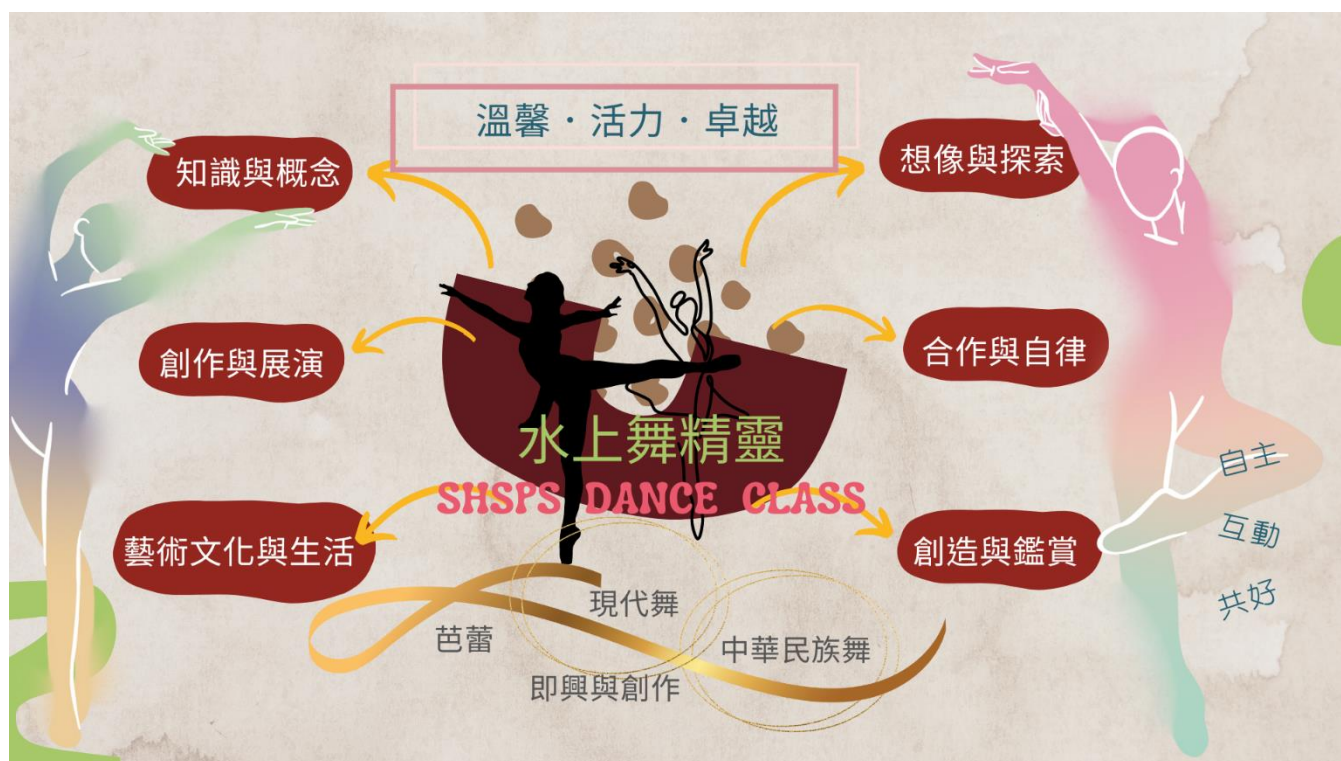 溫馨・活力・卓越
知識與概念
想像與探索
創作與展演
合作與自律
水上舞精靈
SHSPS DANCE CLASS
藝術文化與生活
創造與鑑賞
自主
互動
共好
現代舞
芭蕾
中華民族舞
即興與創作